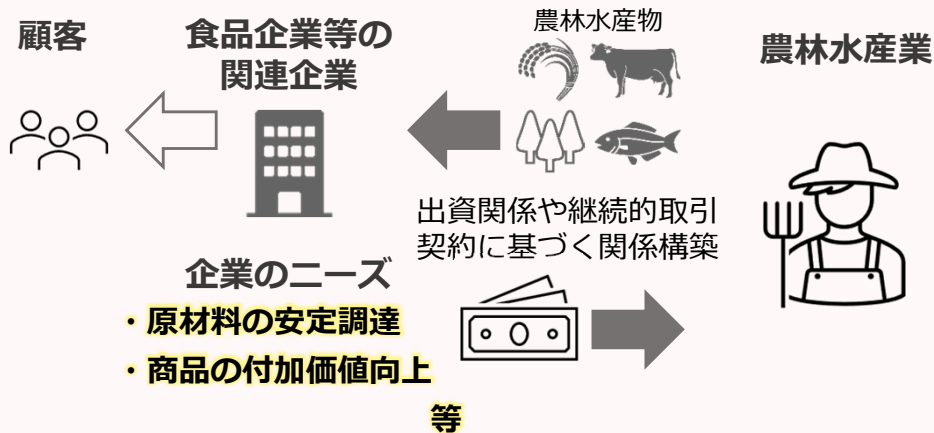 農林水産物
顧客
食品企業等の
関連企業
農林水産業
出資関係や継続的取引
契約に基づく関係構築
企業のニーズ
・原材料の安定調達
・商品の付加価値向上
等